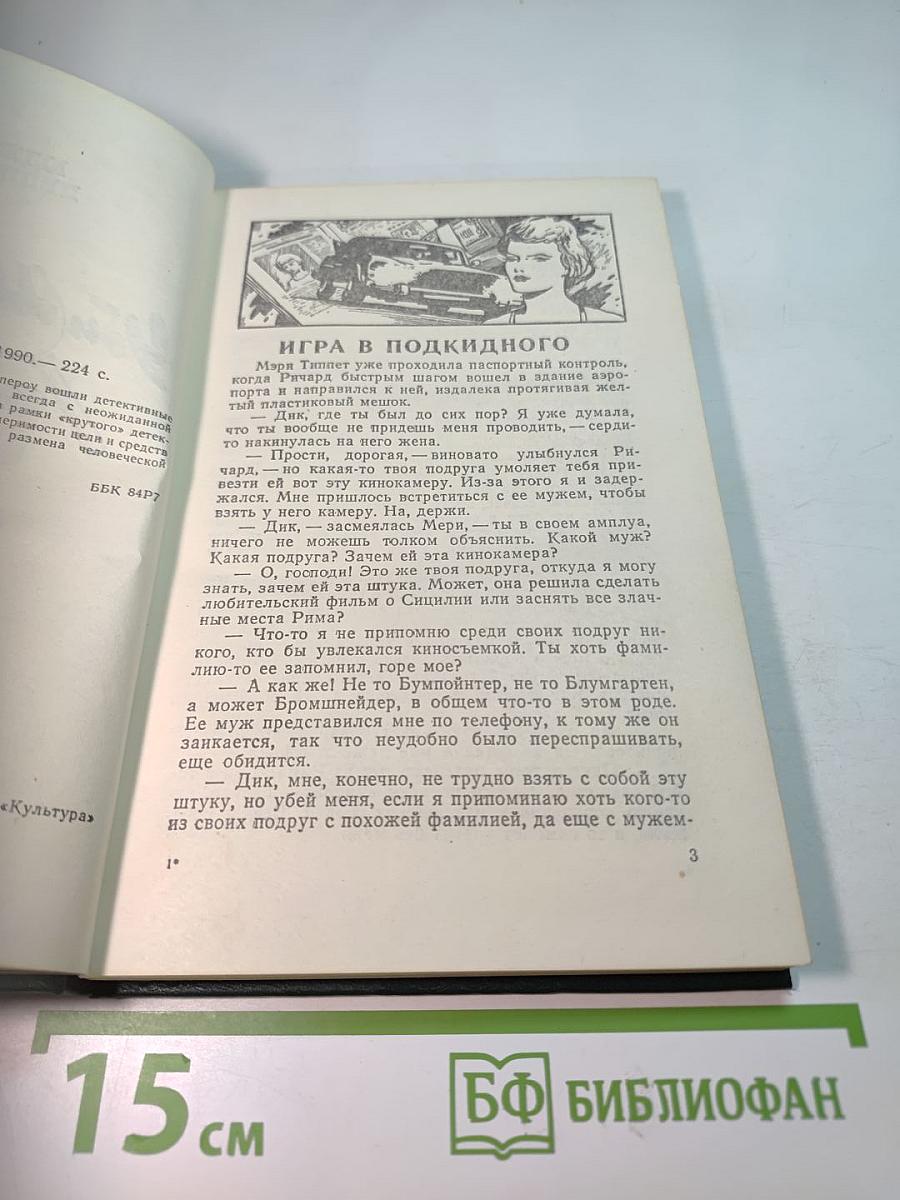 1990.— 224 с.
пероу вошли детективные
всегда с неожиданной
рамки «крутого» детек-
меримости цели и средств
размена человеческой
ББК 84Р7
«Культура»
ИГРА В ПОДКИДНОГО
Мэри Типпет уже проходила паспортный контроль,
когда Ричард быстрым шагом вошел в здание аэро-
порта и направился к ней, издалека протягивая жел-
тый пластиковый мешок.
— Дик, где ты был до сих пор? Я уже думала,
что ты вообще не придешь меня проводить, — серди-
то накинулась на него жена.
— Прости, дорогая, — виновато улыбнулся Ри-
чард, — но какая-то твоя подруга умоляет тебя при-
везти ей вот эту кинокамеру. Из-за этого я и задер-
жался. Мне пришлось встретиться с ее мужем, чтобы
взять у него камеру. На, держи.
— Дик, — засмеялась Мери, — ты в своем амплуа,
ничего не можешь толком объяснить. Какой муж?
Какая подруга? Зачем ей эта кинокамера?
— О, господи! Это же твоя подруга, откуда я могу
знать, зачем ей эта штука. Может, она решила сделать
любительский фильм о Сицилии или заснять все злач-
ные места Рима?
— Что-то я не припомню среди своих подруг ни-
кого, кто бы увлекался киносъемкой. Ты хоть фами-
лию-то ее запомнил, горе мое?
— А как же! Не то Бумпойнтер, не то Блумгартен,
а может Бромшнейдер, в общем что-то в этом роде.
Ее муж представился мне по телефону, к тому же он
заикается, так что неудобно было переспрашивать,
еще обидится.
— Дик, мне, конечно, не трудно взять с собой эту
штуку, но убей меня, если я припоминаю хоть кого-то
из своих подруг с похожей фамилией, да еще с мужем-
1*
3
15 см
БФ БИБЛИОФАН